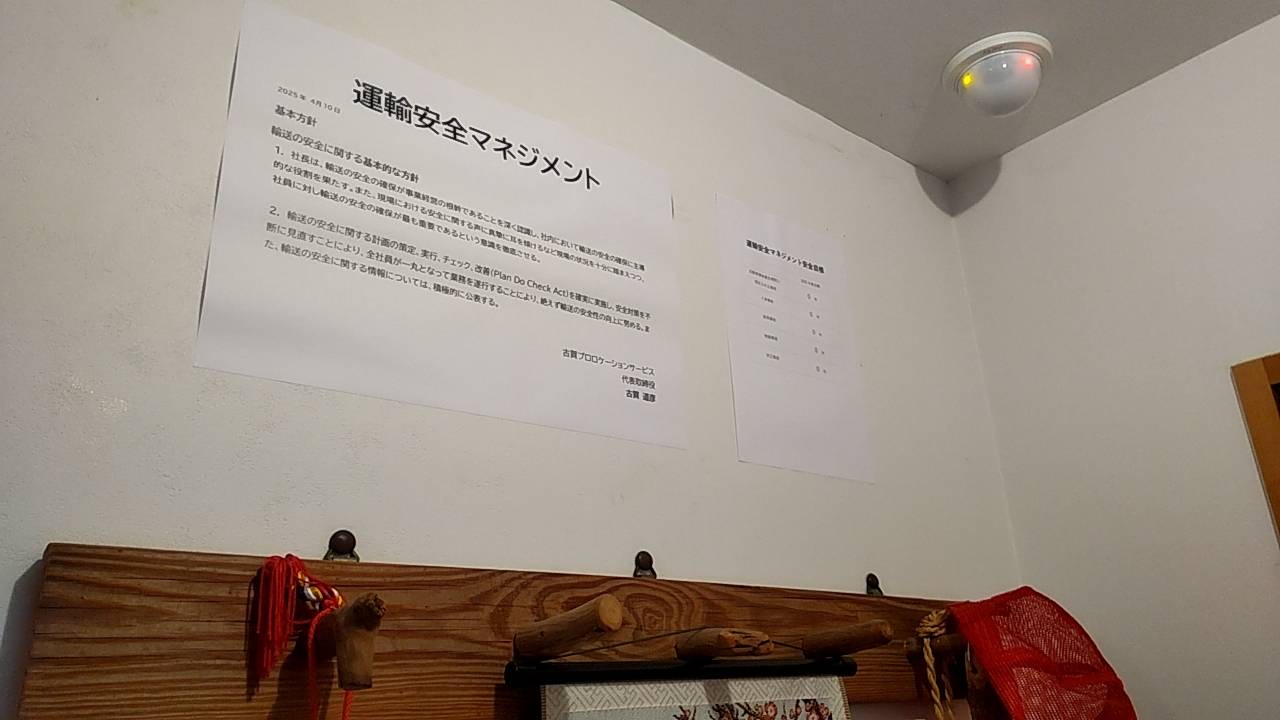 運輸安全マネジメント
2025年 4月10日
基本方針
輸送の安全に関する基本的な方針
1. 社長は、輸送の安全の確保が事業経営の根幹であることを深く認識し、社内において輸送の安全の確保に主導
的な役割を果たす。また、現場における安全に関する声に真摯に耳を傾けるなど現場の状況を十分に踏まえつつ、
社員に対し輸送の安全の確保が最も重要であるという意識を徹底させる。
2. 輸送の安全に関する計画の策定、実行、チェック、改善(Plan Do Check Act)を確実に実施し、安全対策を不
断に見直すことにより、全社員が一丸となって業務を遂行することにより、絶えず輸送の安全性の向上に努める。ま
た、輸送の安全に関する情報については、積極的に公表する。
古賀プロロケーションサービス
代表取締役
古賀
運輸安全マネジメント安全目標
0 件
0 件
0 件
0 件
0 件